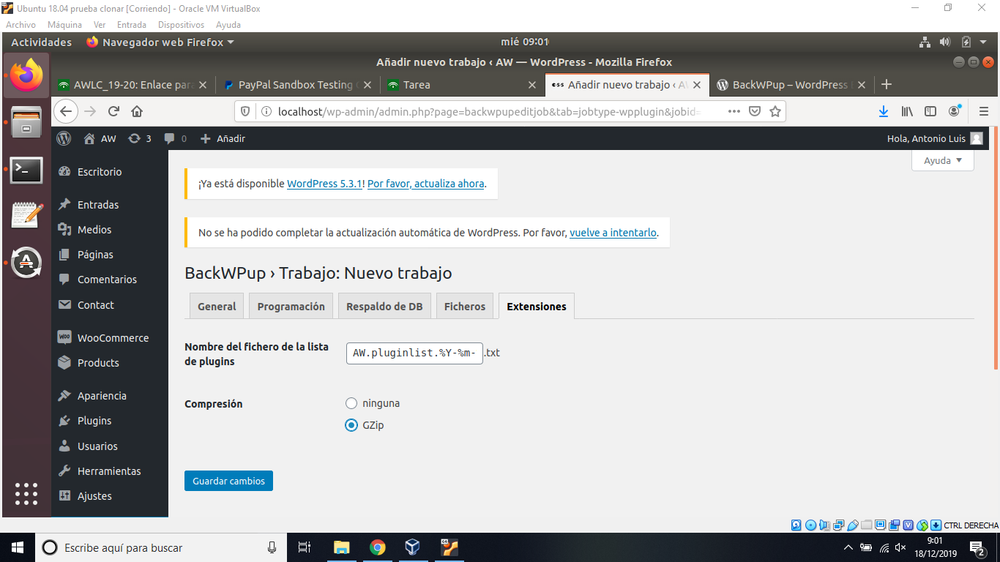 Ubuntu 18.04 prueba clonar [Corriendo] - Oracle VM VirtualBox
Archivo Máquina Ver Entrada Dispositivos Ayuda
Actividades Navegador web Firefox mié 09:01
Añadir nuevo trabajo ‹ AW — WordPress - Mozilla Firefox
AWLC_19-20: Enlace para PayPal Sandbox Testing Tarea Añadir nuevo trabajo ‹ AW BackWPup – WordPress
localhost/wp-admin/admin.php?page=backwpupeditjob&tab=jobtype-wpplugin&jobid=
AW 3 0 Añadir Hola, Antonio Luis
Ayuda
Escritorio
Entradas
Medios
Páginas
Comentarios
Contact
WooCommerce
Products
Apariencia
Plugins
Usuarios
Herramientas
Ajustes
¡Ya está disponible WordPress 5.3.1! Por favor, actualiza ahora.
No se ha podido completar la actualización automática de WordPress. Por favor, vuelve a intentarlo.
BackWPup › Trabajo: Nuevo trabajo
General Programación Respaldo de DB Ficheros Extensiones
Nombre del fichero de la lista
de plugins
AW.pluginlist.%Y-%m- .txt
Compresión
ninguna
GZip
Guardar cambios
CTRL DERECHA
Escribe aquí para buscar
9:01
18/12/2019
2